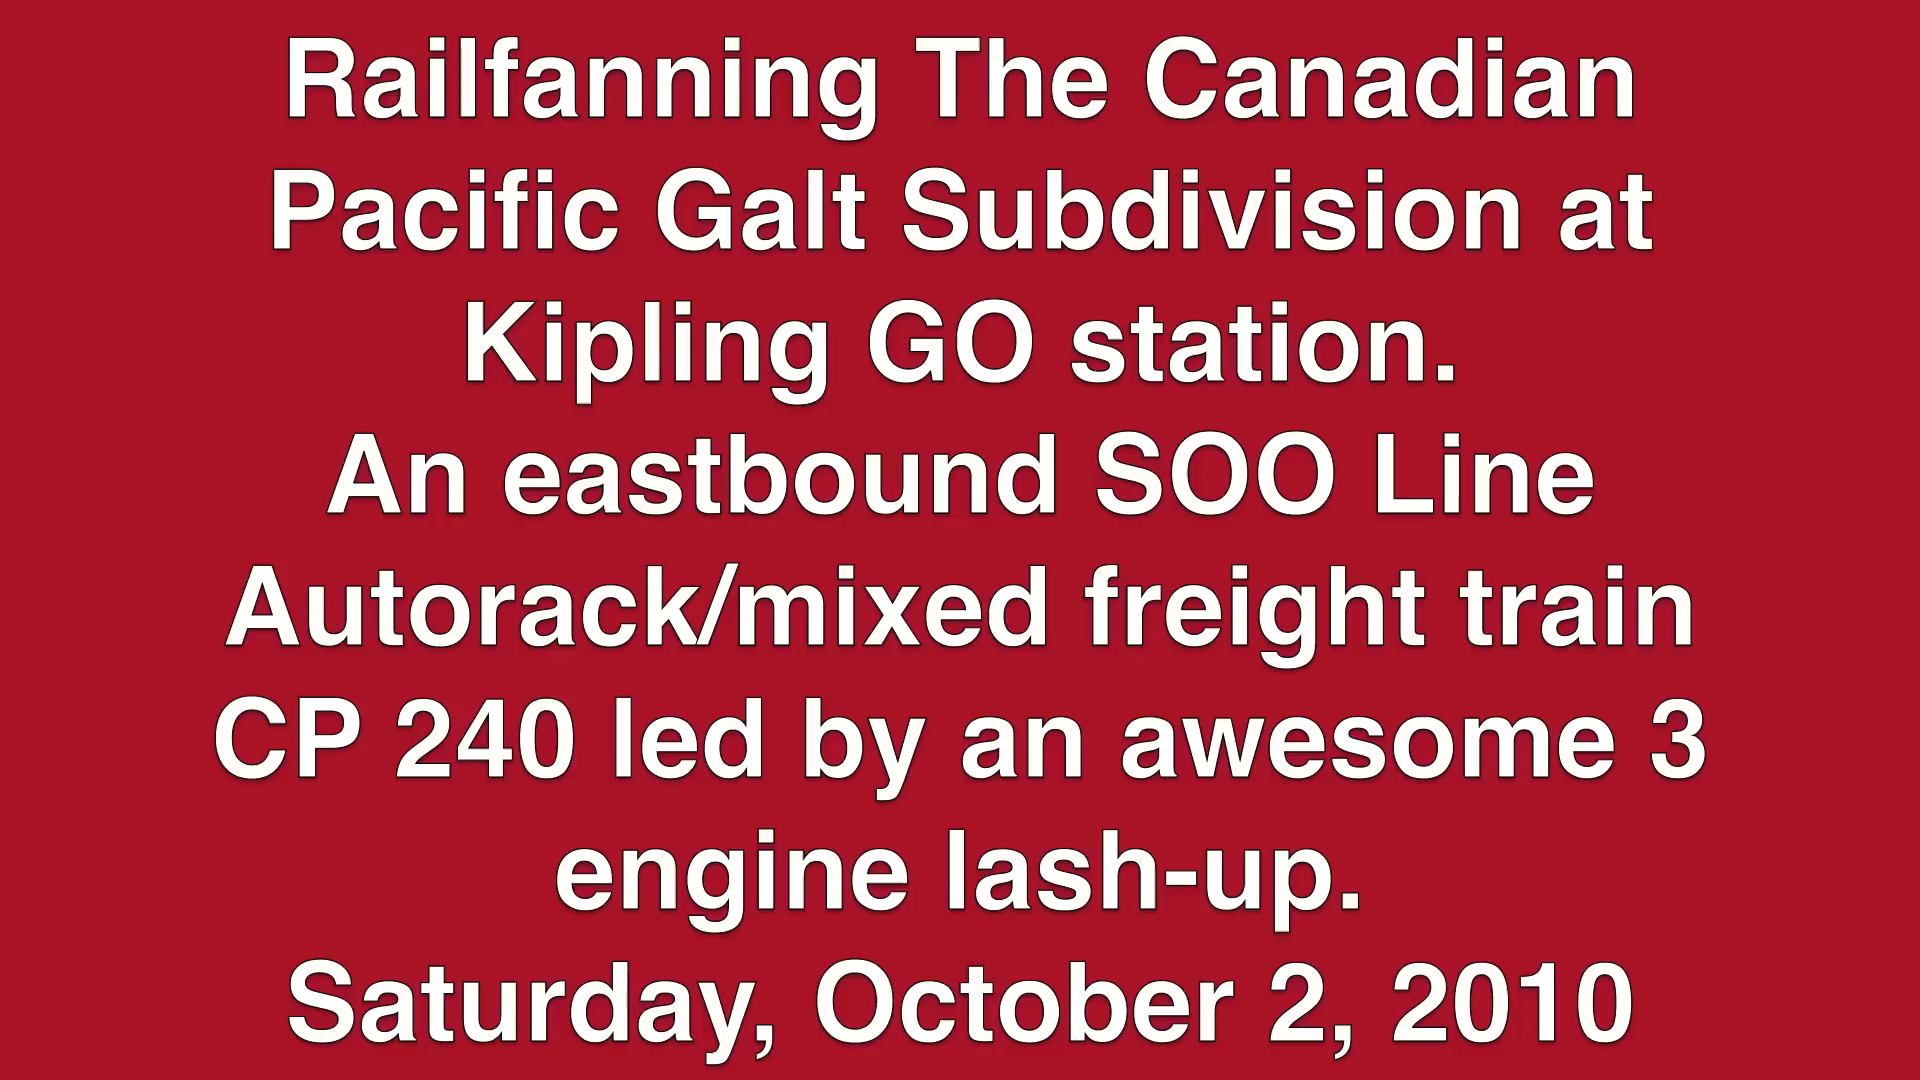 Railfanning The Canadian
Pacific Galt Subdivision at
Kipling GO station.
An eastbound SOO Line
Autorack/mixed freight train
CP 240 led by an awesome 3
engine lash-up.
Saturday, October 2, 2010